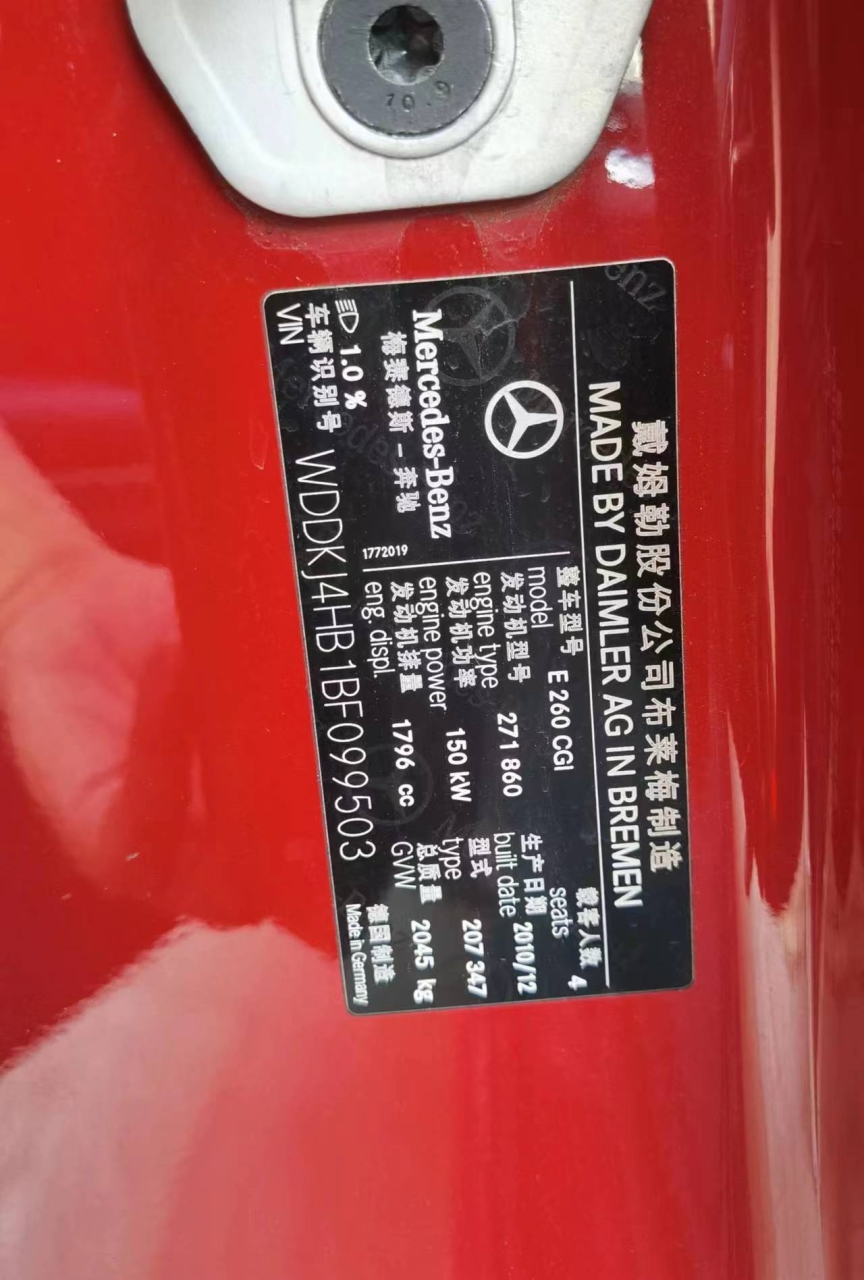 10.9
戴姆勒股份公司布莱梅制造
MADE BY DAIMLER AG IN BREMEN
Mercedes-Benz
梅赛德斯－奔驰
1.0 %
1772019
整车型号 E 260 CGI
model
载客人数 4
seats
发动机型号 271 860
engine type
生产日期 2010/12
built date
发动机功率 150 kW
engine power
型式 207 347
type
发动机排量 1796 cc
eng. displ.
总质量 2045 kg
GVW
车辆识别号 WDDKJ4HB1BF099503
VIN
德国制造
Made in Germany